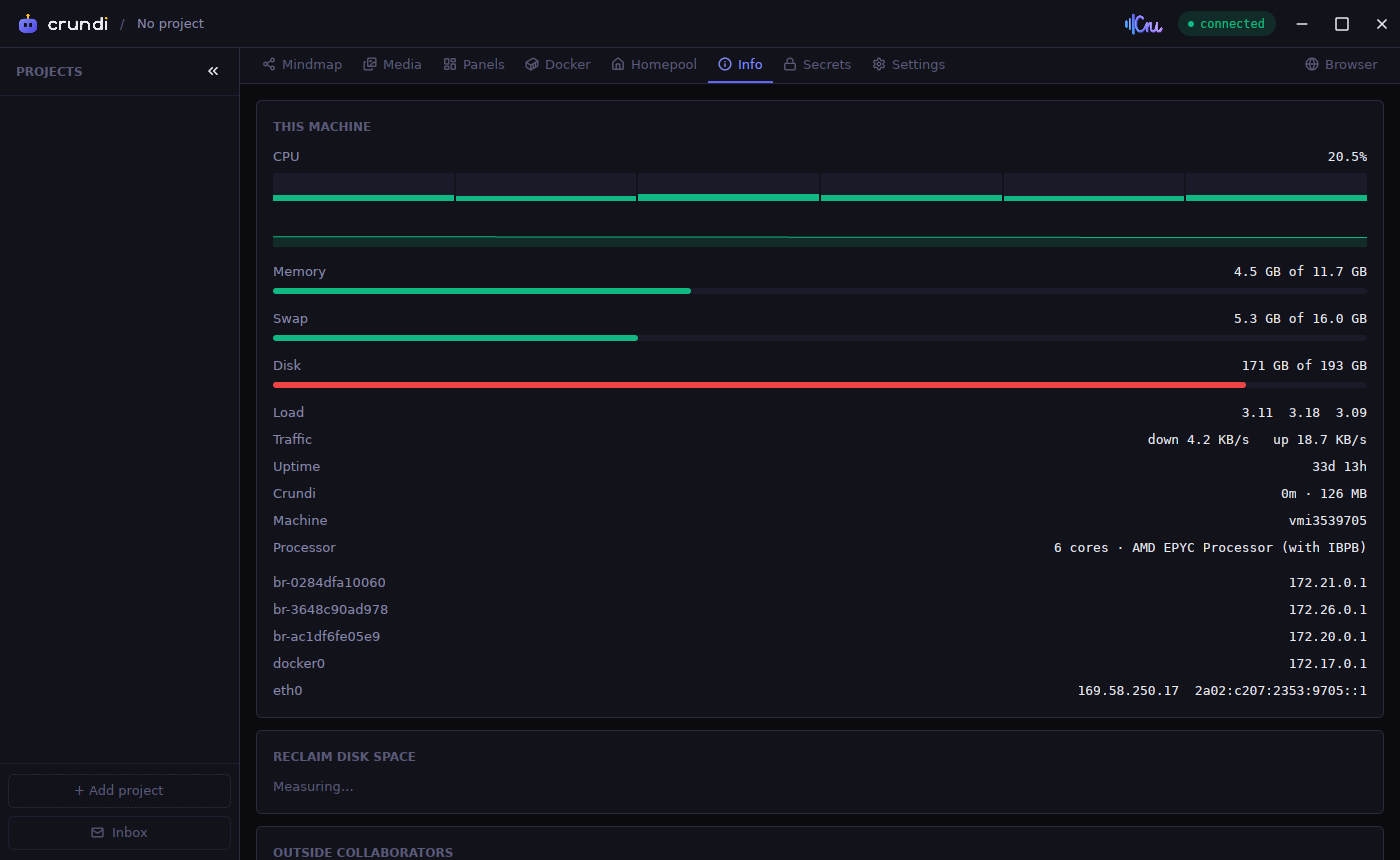 crundi / No project
Cru
connected
PROJECTS
Mindmap Media Panels Docker Homepool Info Secrets Settings Browser
THIS MACHINE
CPU 20.5%
Memory 4.5 GB of 11.7 GB
Swap 5.3 GB of 16.0 GB
Disk 171 GB of 193 GB
Load 3.11 3.18 3.09
Traffic down 4.2 KB/s up 18.7 KB/s
Uptime 33d 13h
Crundi 0m · 126 MB
Machine vmi3539705
Processor 6 cores · AMD EPYC Processor (with IBPB)
br-0284dfa10060 172.21.0.1
br-3648c90ad978 172.26.0.1
br-ac1df6fe05e9 172.20.0.1
docker0 172.17.0.1
eth0 169.58.250.17 2a02:c207:2353:9705::1
RECLAIM DISK SPACE
Measuring…
OUTSIDE COLLABORATORS
+ Add project
Inbox